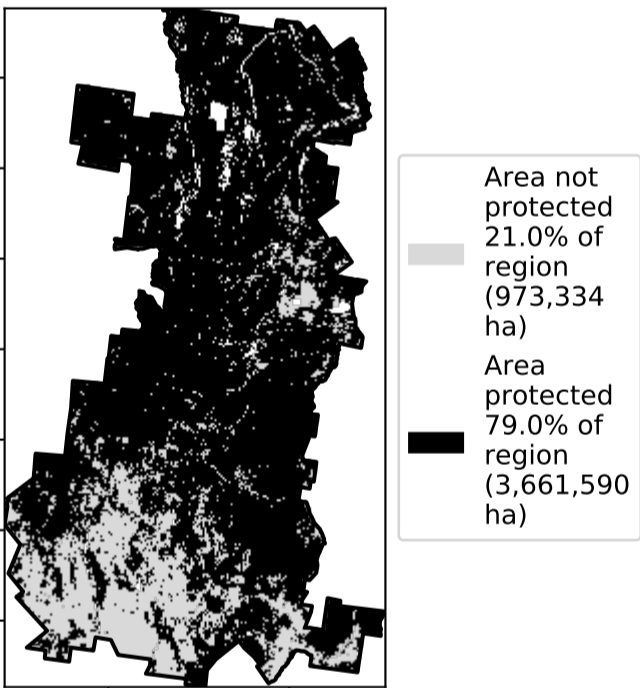 Area not
protected
21.0% of
region
(973,334
ha)
Area
protected
79.0% of
region
(3,661,590
ha)